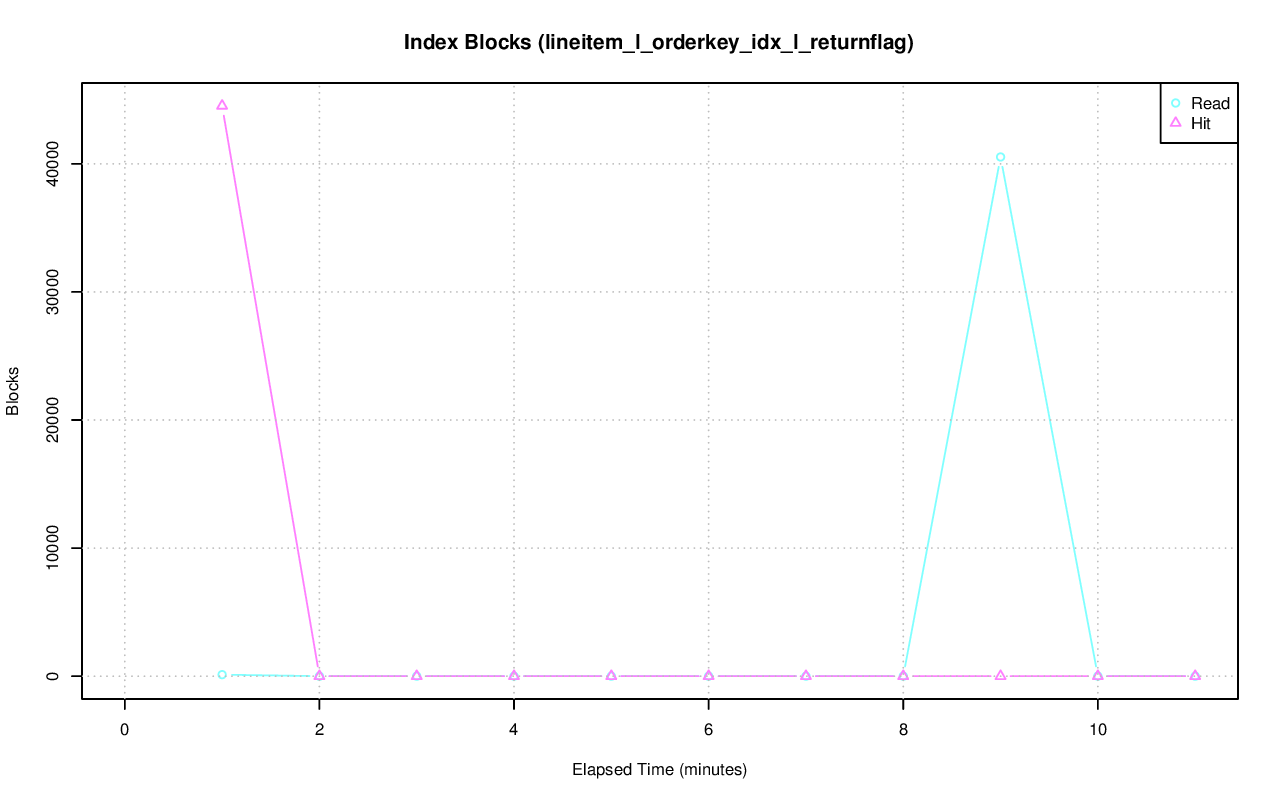 Index Blocks (lineitem_l_orderkey_idx_l_returnflag)
Read
Hit
Blocks
40000
30000
20000
10000
0
0 2 4 6 8 10
Elapsed Time (minutes)